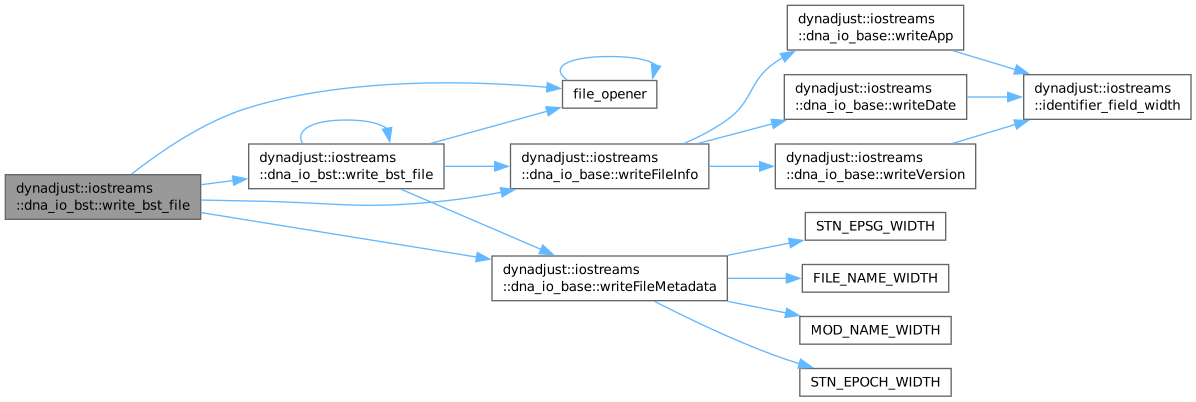 dynadjust::iostreams
::dna_io_bst::write_bst_file
dynadjust::iostreams
::dna_io_bst::write_bst_file
file_opener
dynadjust::iostreams
::dna_io_base::writeFileInfo
dynadjust::iostreams
::dna_io_base::writeApp
dynadjust::iostreams
::dna_io_base::writeDate
dynadjust::iostreams
::dna_io_base::writeVersion
dynadjust::iostreams
::identifier_field_width
dynadjust::iostreams
::dna_io_base::writeFileMetadata
STN_EPSG_WIDTH
FILE_NAME_WIDTH
MOD_NAME_WIDTH
STN_EPOCH_WIDTH